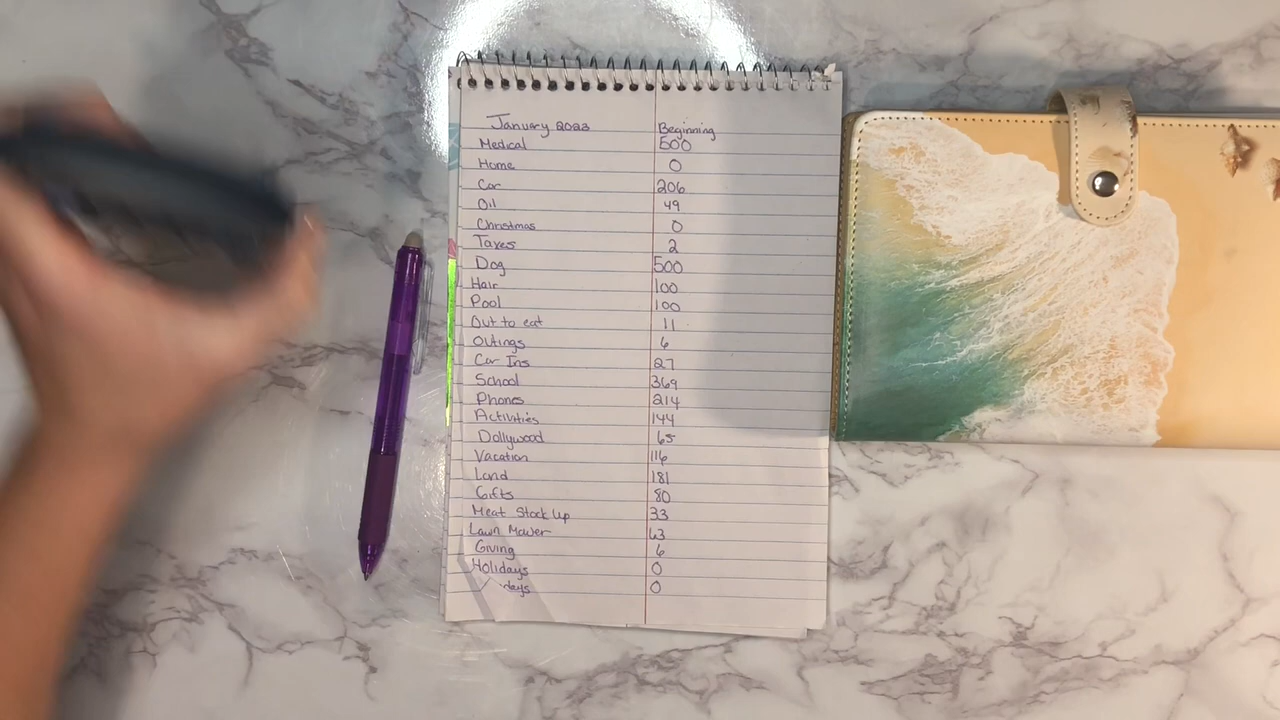 January 2023 Beginning
Medical 500
Home 0
Car 206
Oil 49
Christmas 0
Taxes 2
Dog 500
Hair 100
Pool 100
Out to eat 11
Outings 6
Car Ins 27
School 369
Phones 214
Activities 144
Dollywood 65
Vacation 116
Land 181
Gifts 80
Meat Stock Up 33
Lawn Mower 63
Giving 6
Holidays 0
days 0